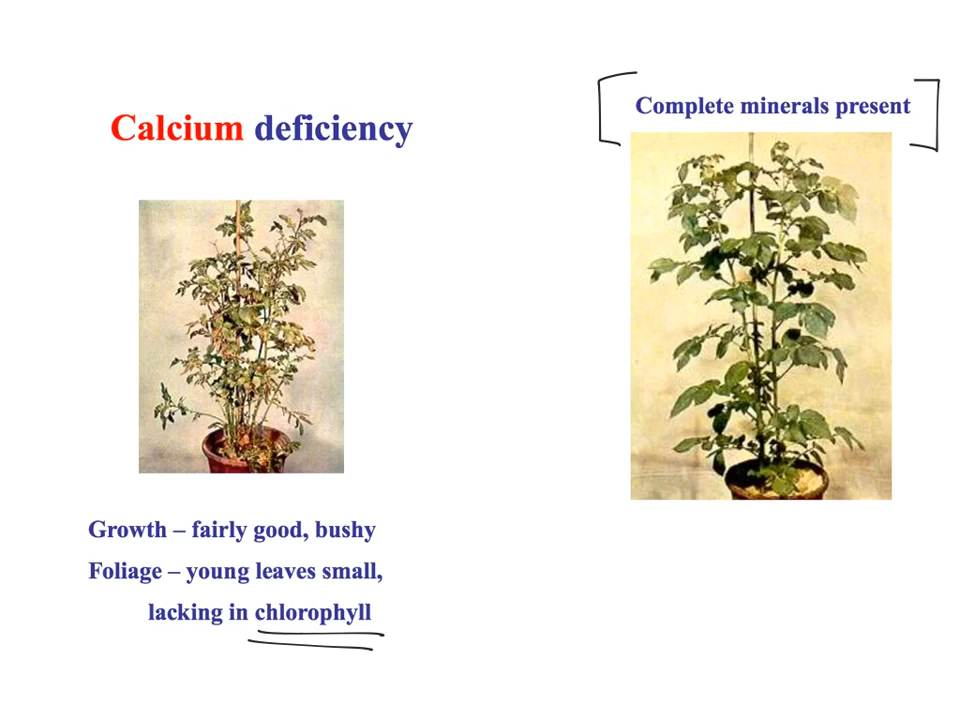 Complete minerals present
Calcium deficiency
Growth – fairly good, bushy
Foliage – young leaves small,
lacking in chlorophyll